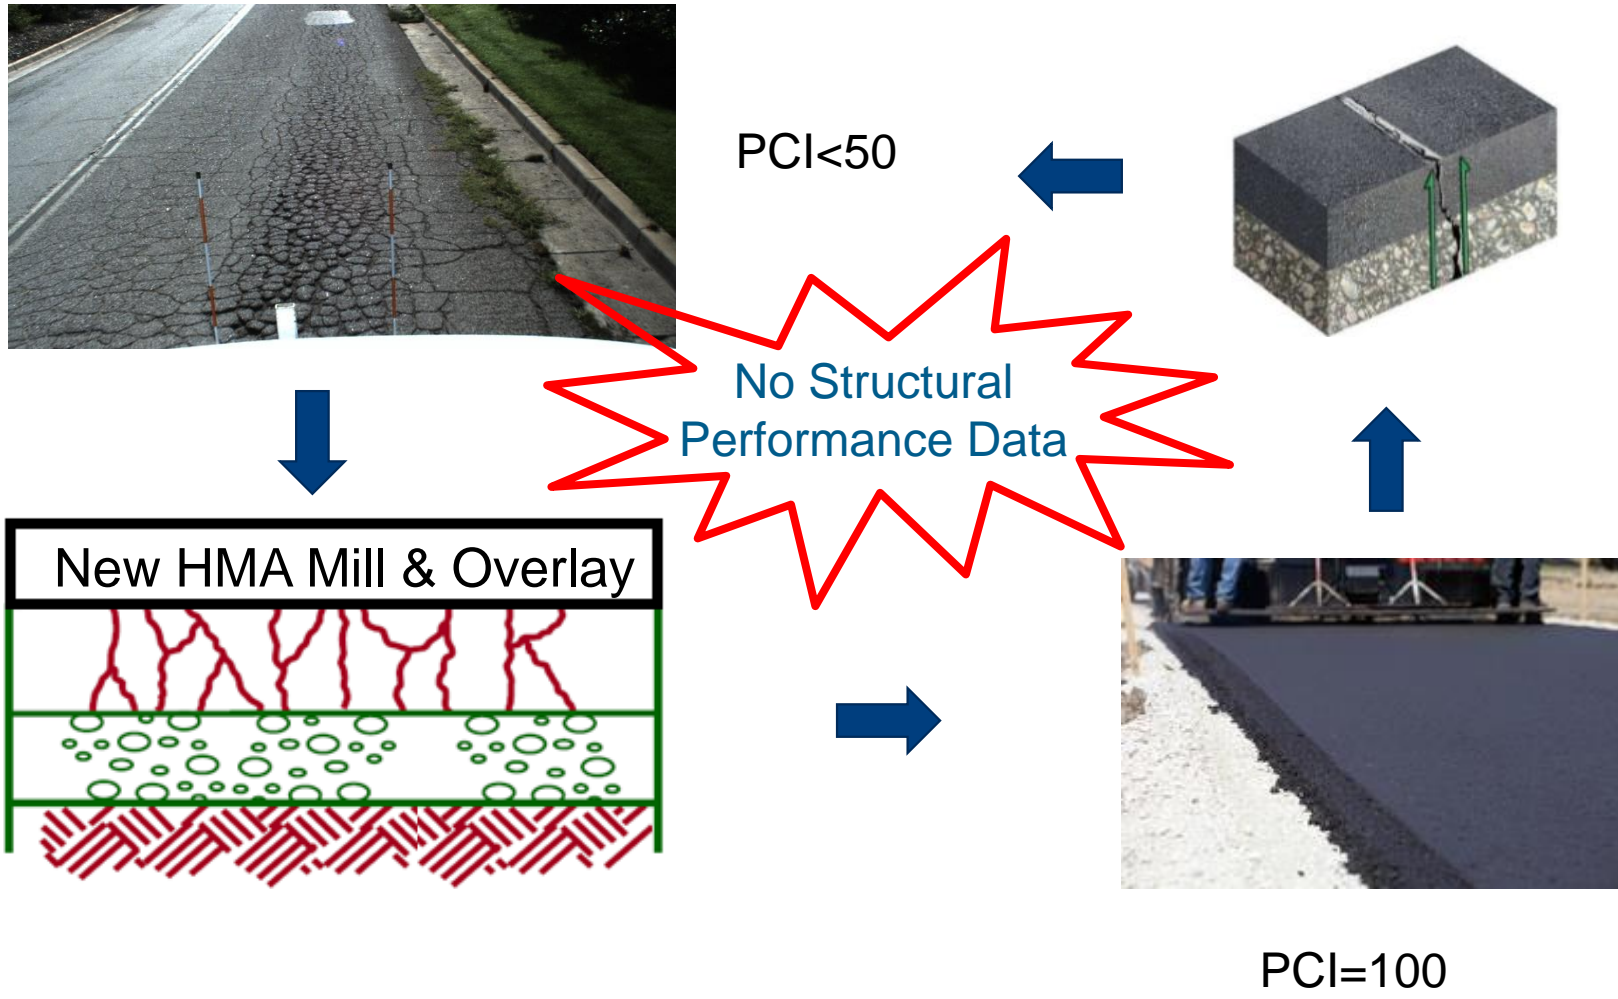 PCI<50
No Structural
Performance Data
New HMA Mill & Overlay
PCI=100